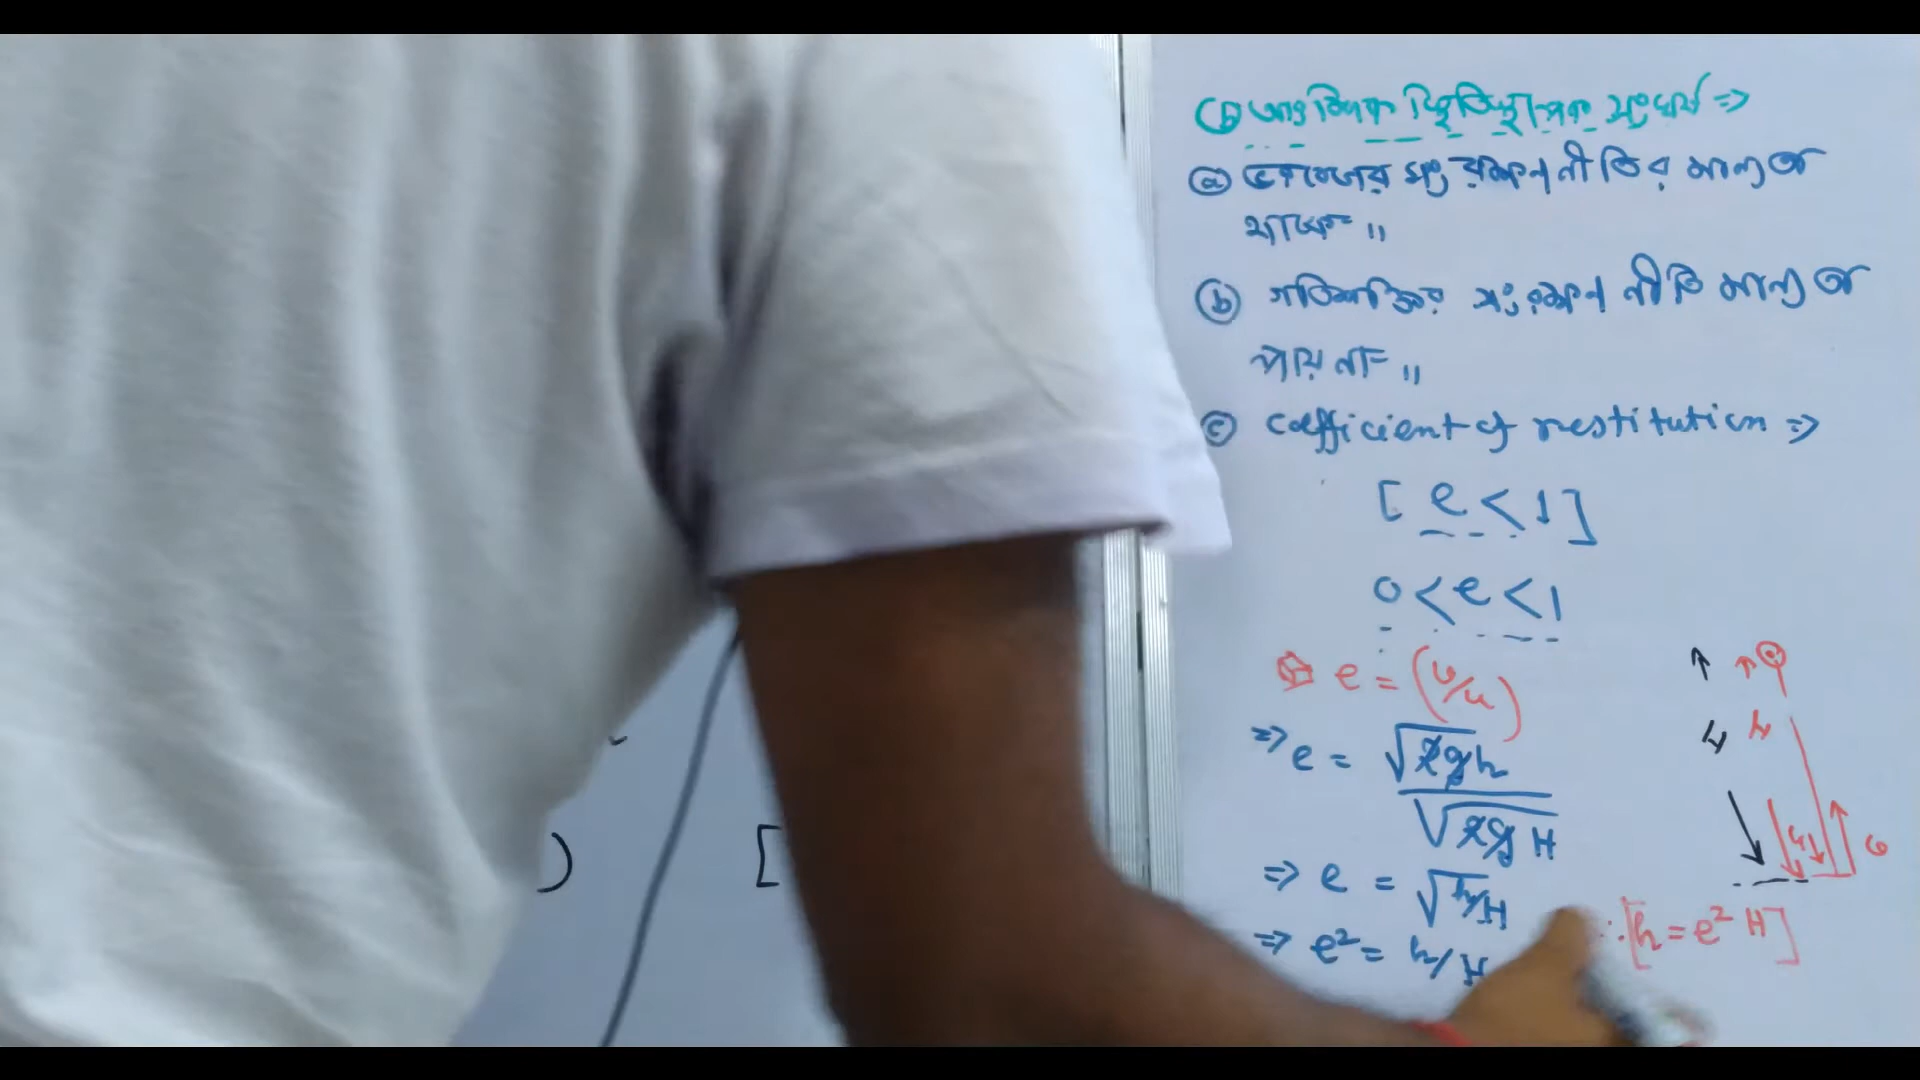 (b) আংশিক স্থিতিস্থাপক সংঘর্ষ ⇒
(a) ভরবেগের সংরক্ষণ নীতির মান্যতা
থাকে ॥
(b) গতিশক্তির সংরক্ষণ নীতি মান্যতা
পায় না ॥
(c) coefficient of restitution ⇒
[ e < 1 ]
0 < e < 1
e = (v/u)
⇒ e = √2gh / √2gH
⇒ e = √h/H
⇒ e² = h/H
∴ [h = e² H]
H h
u v
) [